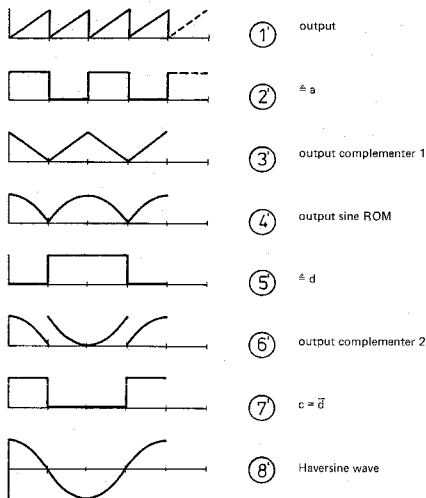 1' output
2' ≙ a
3' output complementer 1
4' output sine ROM
5' ≙ d
6' output complementer 2
7' c ≙ d̅
8' Haversine wave